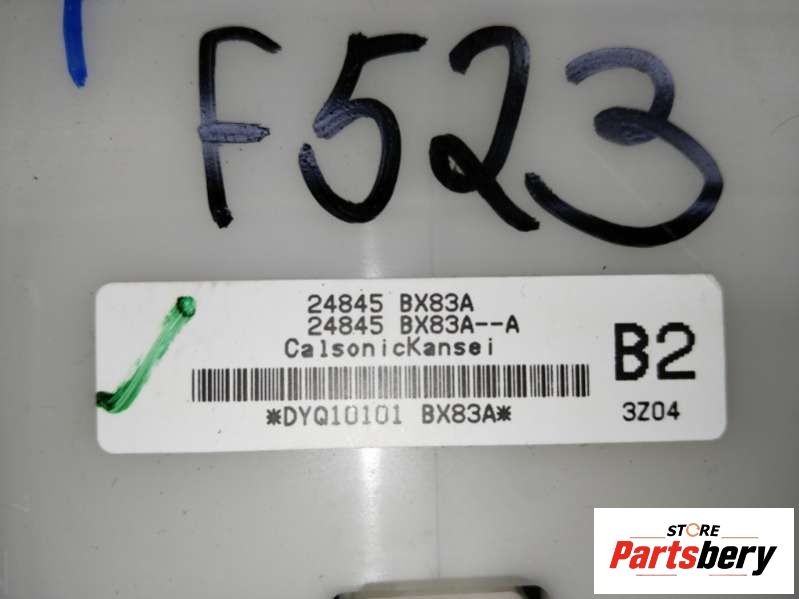 F523
24845 BX83A
24845 BX83A--A
CalsonicKansei
B2
*DYQ10101 BX83A*
3Z04
STORE
Partsbery